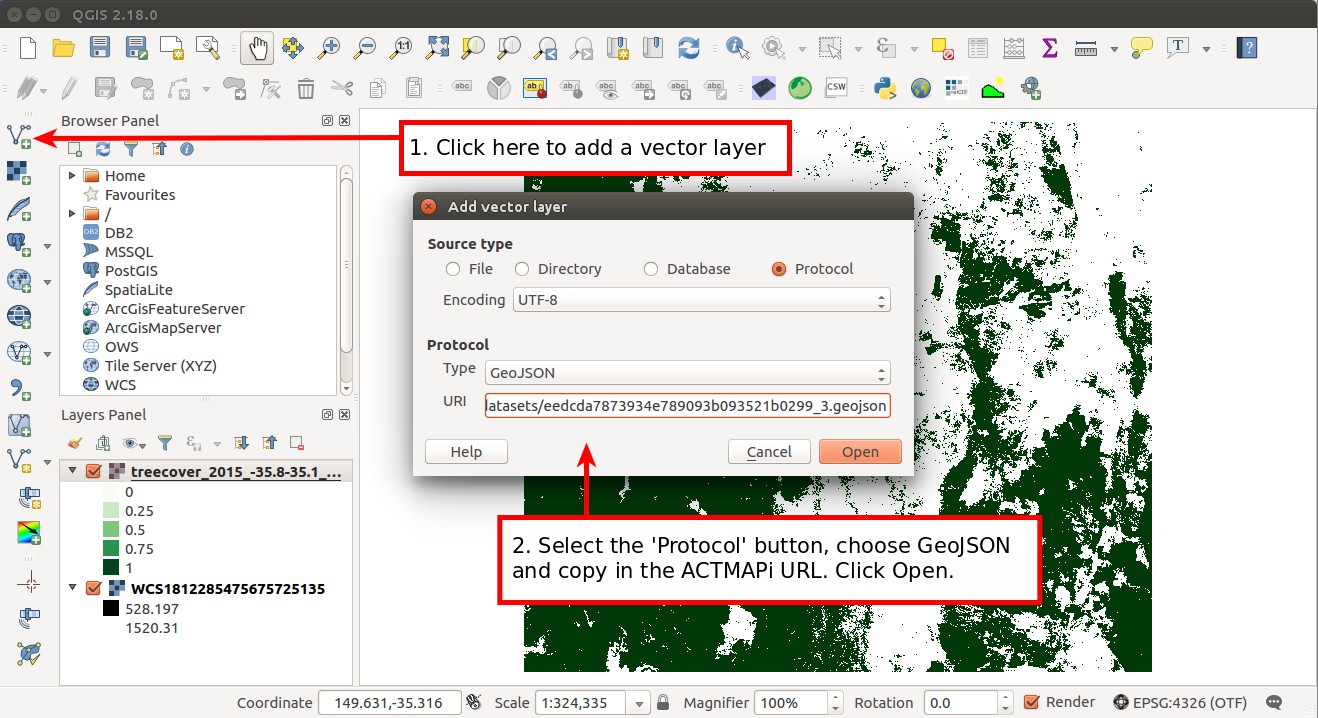 QGIS 2.18.0
Browser Panel
1. Click here to add a vector layer
Home
Favourites
/
DB2
MSSQL
PostGIS
SpatiaLite
ArcGisFeatureServer
ArcGisMapServer
OWS
Tile Server (XYZ)
WCS
Add vector layer
Source type
File
Directory
Database
Protocol
Encoding
UTF-8
Protocol
Type
GeoJSON
URI
latasets/eedcda7873934e789093b093521b0299_3.geojson
Help
Cancel
Open
2. Select the 'Protocol' button, choose GeoJSON
and copy in the ACTMAPi URL. Click Open.
Layers Panel
treecover_2015_-35.8-35.1_...
0
0.25
0.5
0.75
1
WCS1812285475675725135
528.197
1520.31
Coordinate 149.631,-35.316 Scale 1:324,335 Magnifier 100% Rotation 0.0 Render EPSG:4326 (OTF)